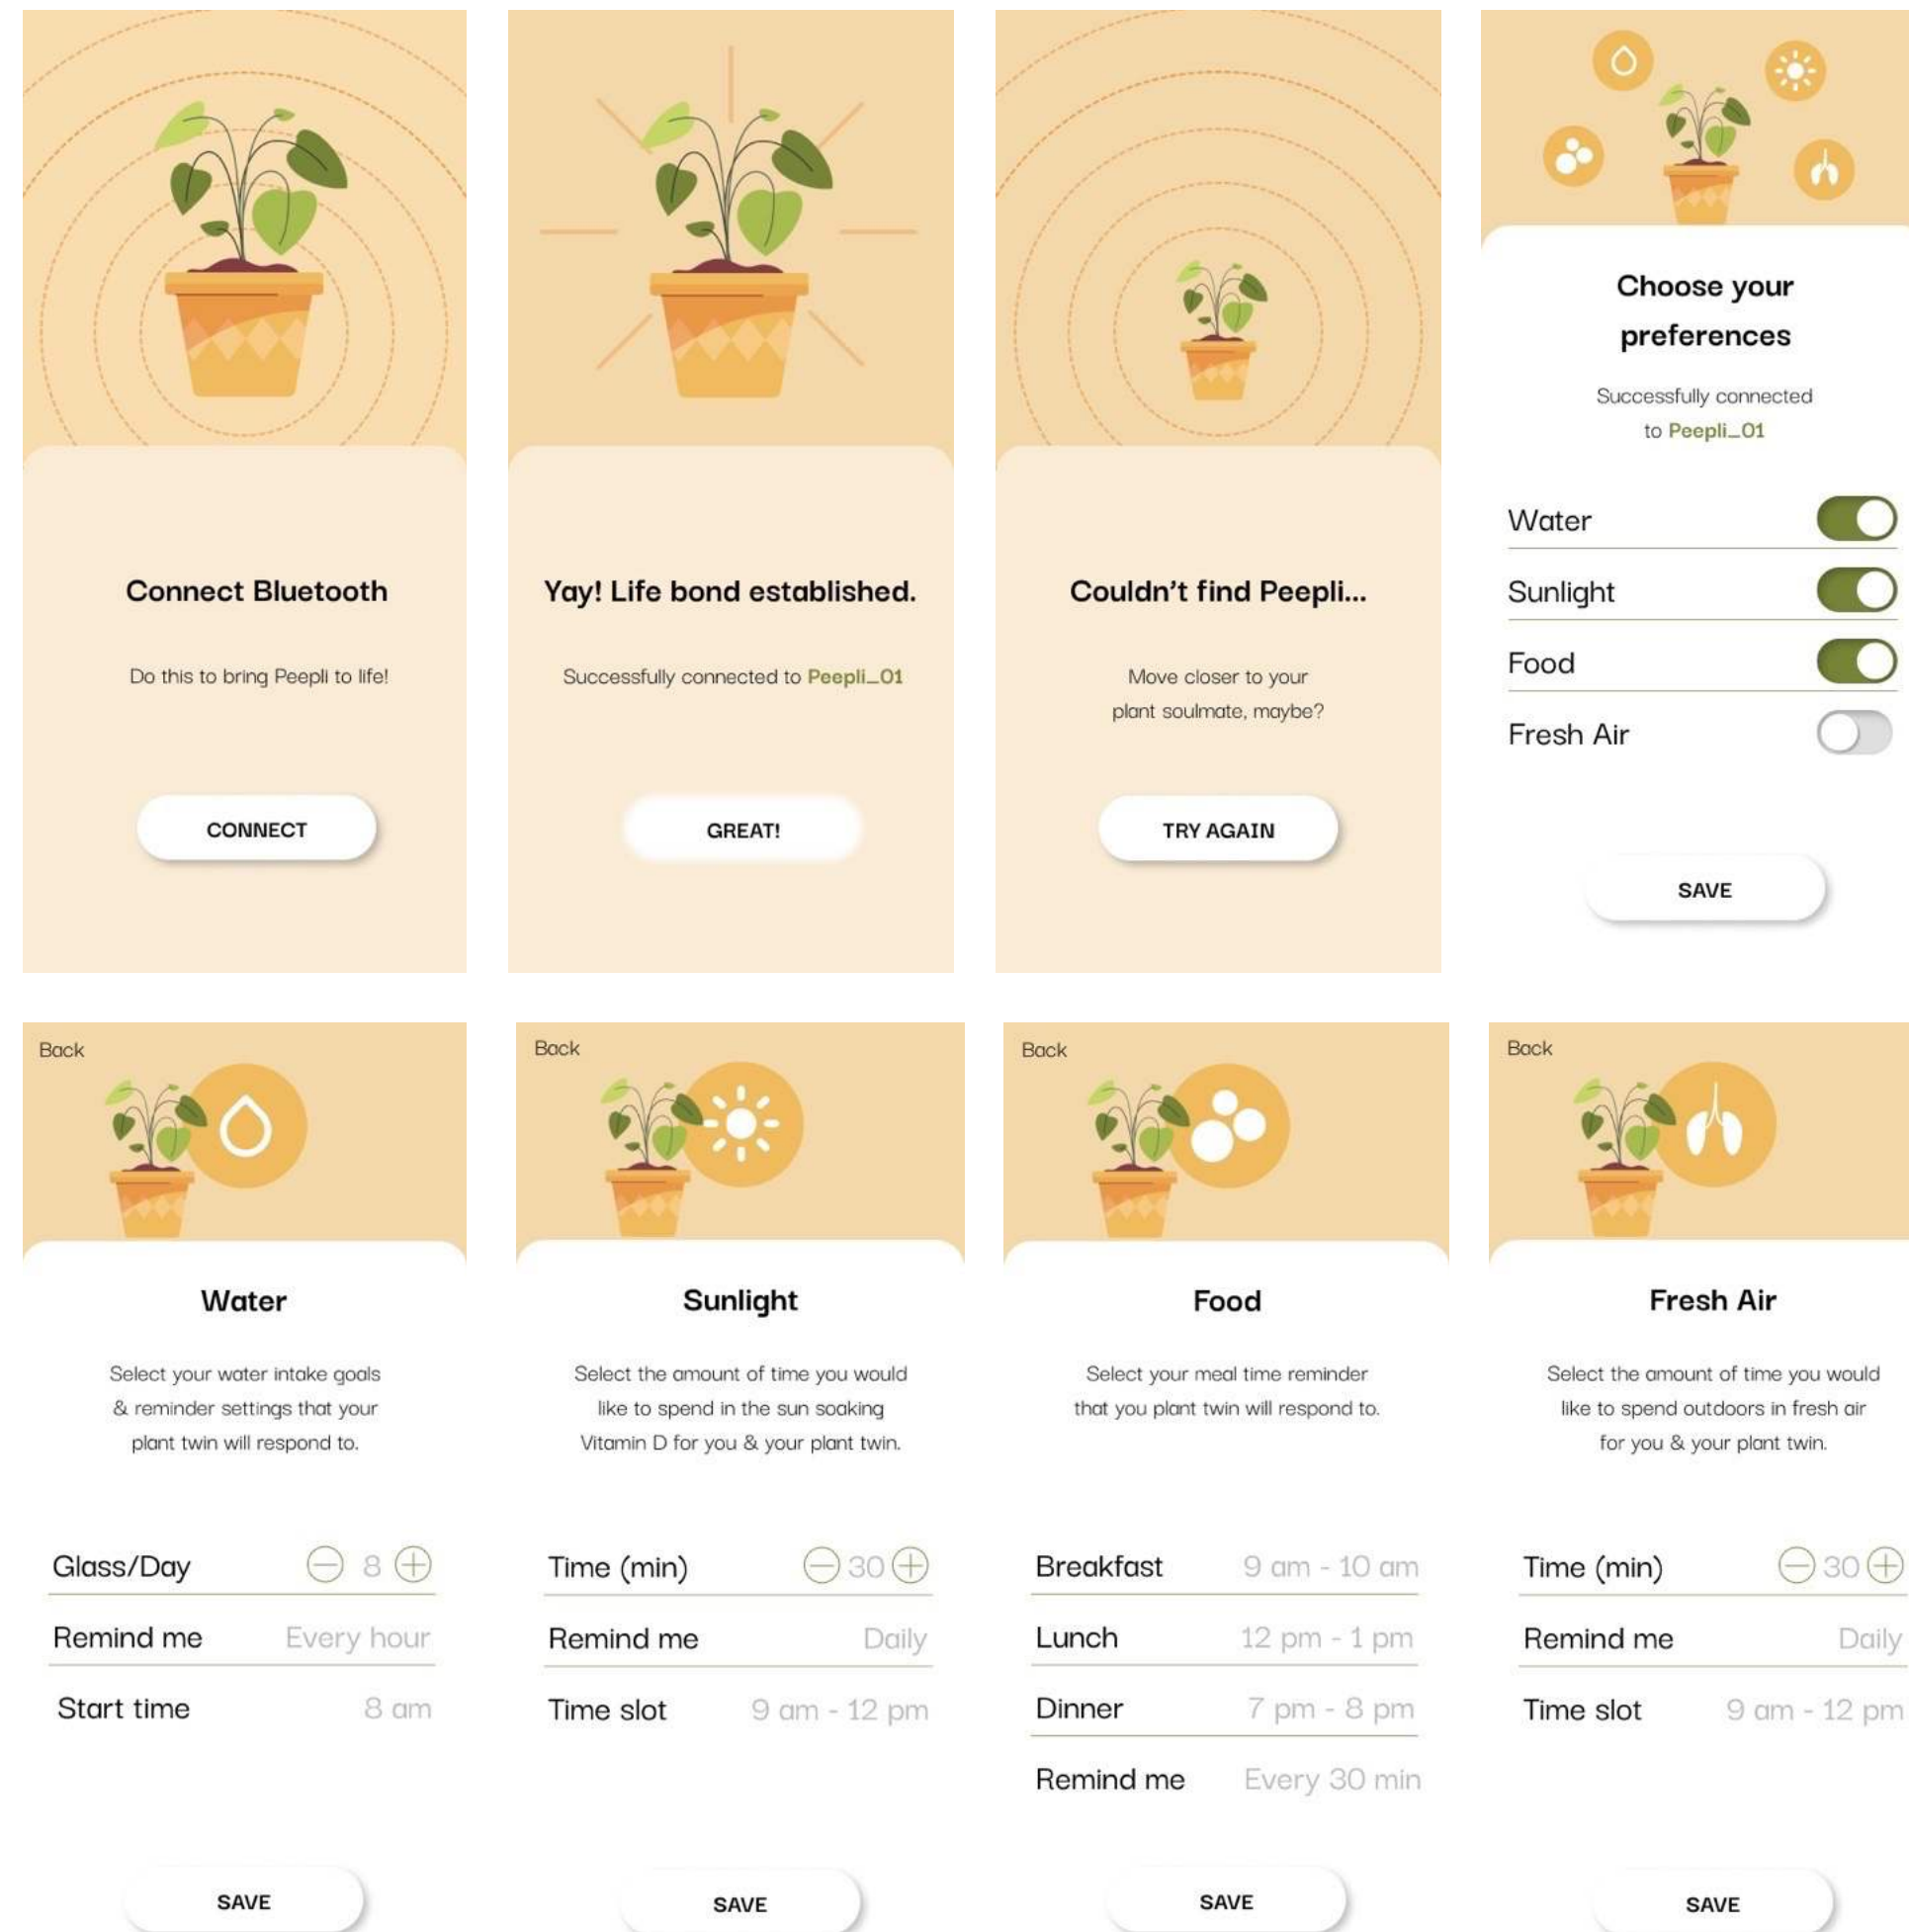 Connect Bluetooth
Do this to bring Peepli to life!
CONNECT
Yay! Life bond established.
Successfully connected to Peepli_01
GREAT!
Couldn't find Peepli...
Move closer to your
plant soulmate, maybe?
TRY AGAIN
Choose your
preferences
Successfully connected
to Peepli_01
Water
Sunlight
Food
Fresh Air
SAVE
Back
Water
Select your water intake goals
& reminder settings that your
plant twin will respond to.
Glass/Day 8
Remind me Every hour
Start time 8 am
SAVE
Back
Sunlight
Select the amount of time you would
like to spend in the sun soaking
Vitamin D for you & your plant twin.
Time (min) 30
Remind me Daily
Time slot 9 am - 12 pm
SAVE
Back
Food
Select your meal time reminder
that you plant twin will respond to.
Breakfast 9 am - 10 am
Lunch 12 pm - 1 pm
Dinner 7 pm - 8 pm
Remind me Every 30 min
SAVE
Back
Fresh Air
Select the amount of time you would
like to spend outdoors in fresh air
for you & your plant twin.
Time (min) 30
Remind me Daily
Time slot 9 am - 12 pm
SAVE